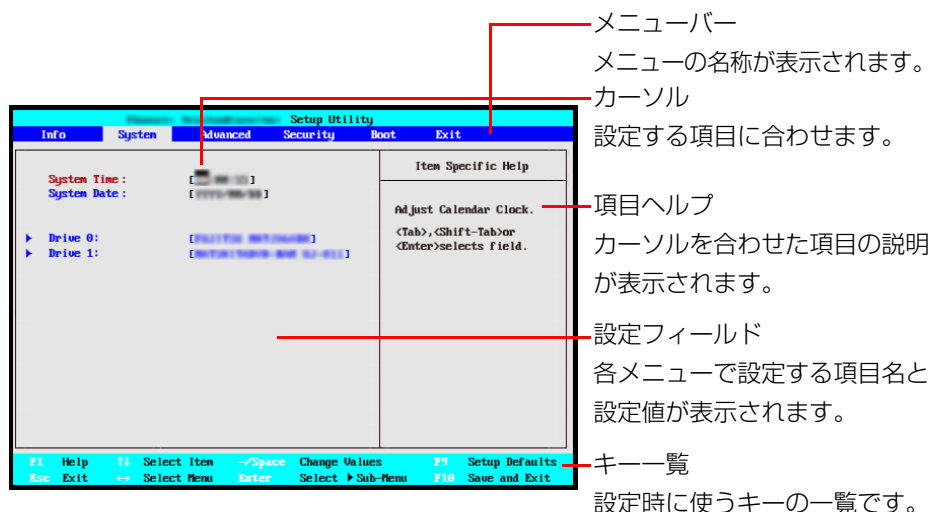 メニューバー
メニューの名称が表示されます。
カーソル
設定する項目に合わせます。
項目ヘルプ
カーソルを合わせた項目の説明
が表示されます。
設定フィールド
各メニューで設定する項目名と
設定値が表示されます。
キー一覧
設定時に使うキーの一覧です。
Setup Utility
Info System Advanced Security Boot Exit
System Time :
System Date :
Drive 0:
Drive 1:
Item Specific Help
Adjust Calendar Clock.
<Tab>,<Shift-Tab>or
<Enter>selects field.
F1 Help ↑↓ Select Item -/Space Change Values F9 Setup Defaults
Esc Exit ↔ Select Menu Enter Select ▶ Sub-Menu F10 Save and Exit